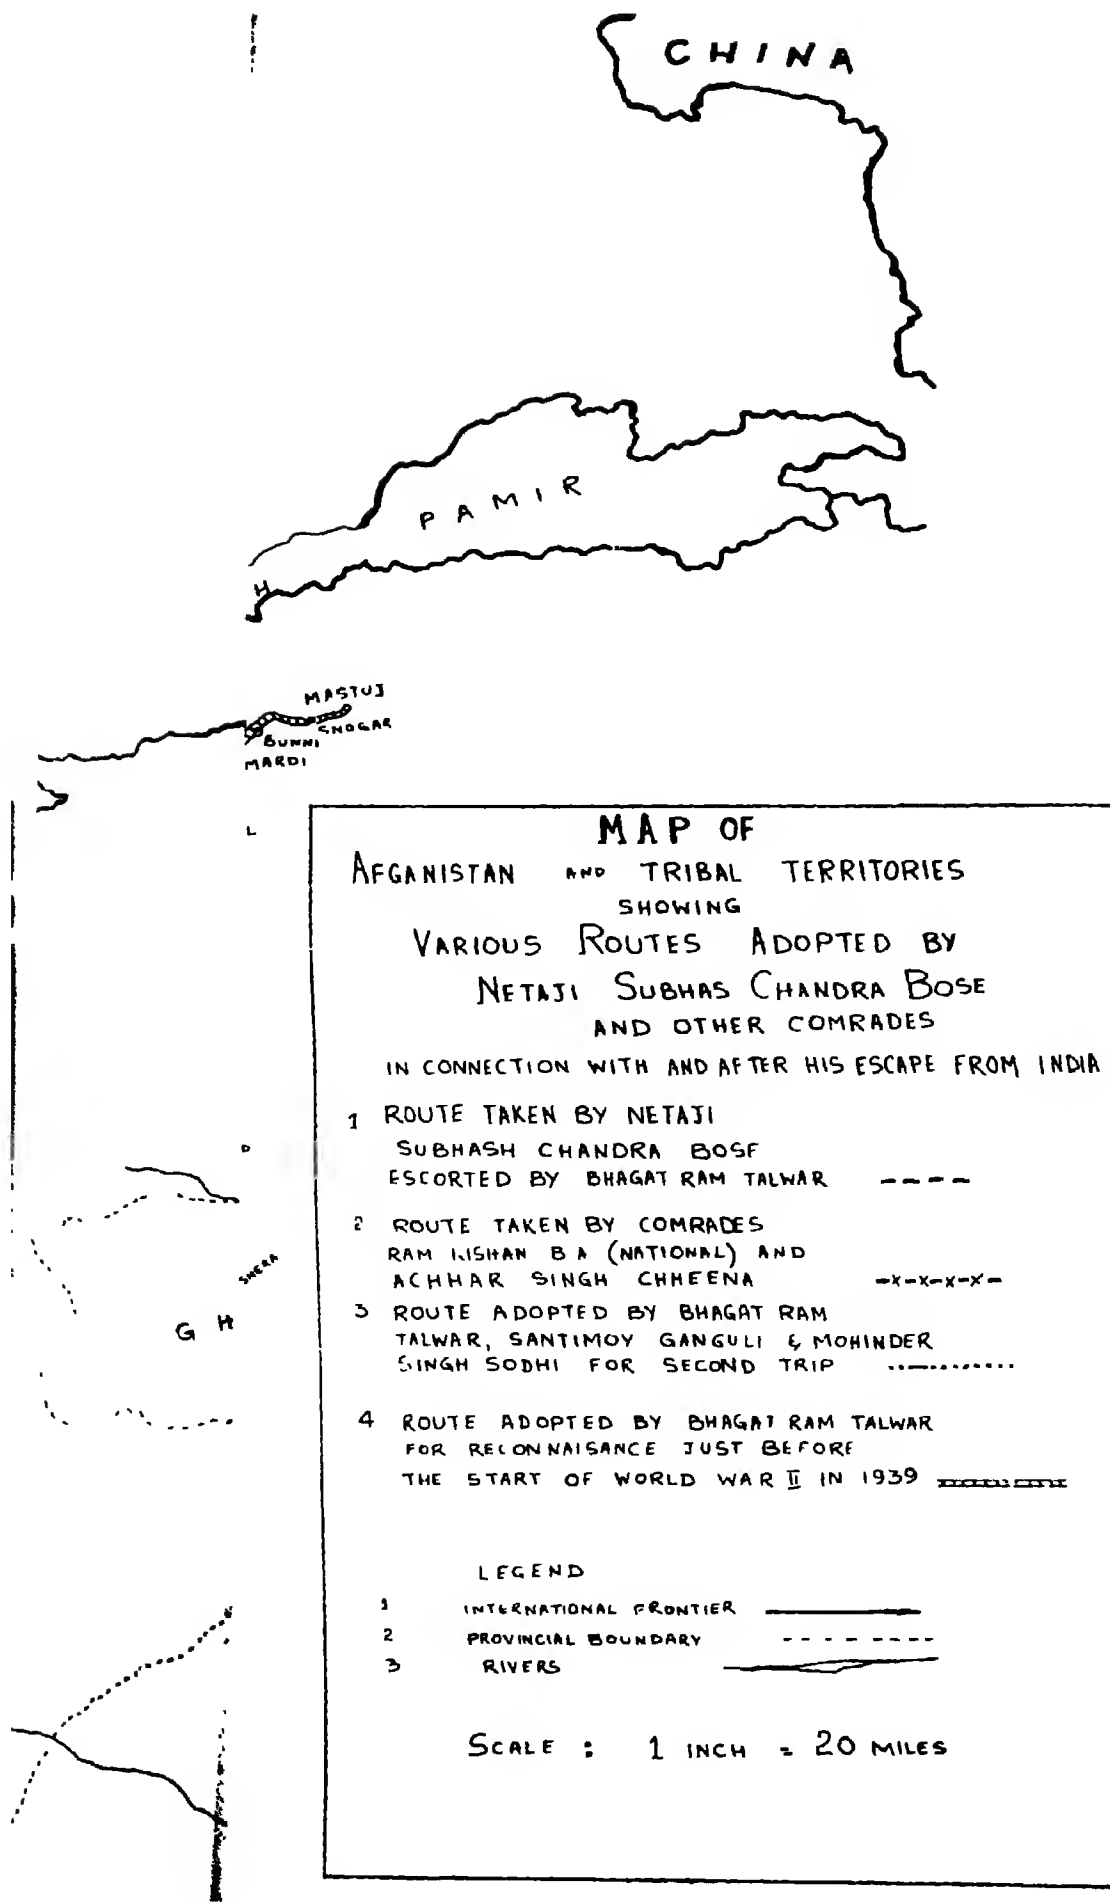 CHINA
PAMIR
H
MASTUJ
SNOGAR
BUNNI
MARDI
L
MAP OF
AFGANISTAN AND TRIBAL TERRITORIES
SHOWING
VARIOUS ROUTES ADOPTED BY
NETAJI SUBHAS CHANDRA BOSE
AND OTHER COMRADES
IN CONNECTION WITH AND AFTER HIS ESCAPE FROM INDIA
1 ROUTE TAKEN BY NETAJI
SUBHASH CHANDRA BOSE
ESCORTED BY BHAGAT RAM TALWAR
D
2 ROUTE TAKEN BY COMRADES
RAM KISHAN B A (NATIONAL) AND
ACHHAR SINGH CHHEENA
SHERA
G H
3 ROUTE ADOPTED BY BHAGAT RAM
TALWAR, SANTIMOY GANGULI & MOHINDER
SINGH SODHI FOR SECOND TRIP
4 ROUTE ADOPTED BY BHAGAT RAM TALWAR
FOR RECONNAISANCE JUST BEFORE
THE START OF WORLD WAR II IN 1939
LEGEND
1 INTERNATIONAL FRONTIER
2 PROVINCIAL BOUNDARY
3 RIVERS
SCALE : 1 INCH = 20 MILES